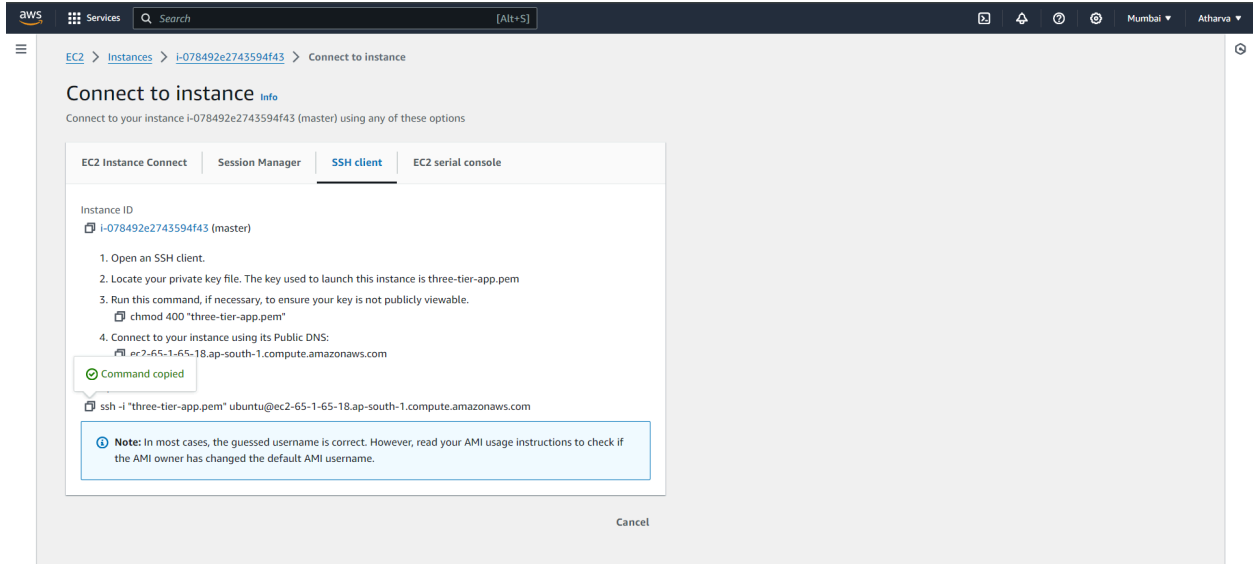 aws
Services
Search
[Alt+S]
Mumbai ▼
Atharva ▼
EC2 > Instances > i-078492e2743594f43 > Connect to instance
Connect to instance Info
Connect to your instance i-078492e2743594f43 (master) using any of these options
EC2 Instance Connect
Session Manager
SSH client
EC2 serial console
Instance ID
i-078492e2743594f43 (master)
1. Open an SSH client.
2. Locate your private key file. The key used to launch this instance is three-tier-app.pem
3. Run this command, if necessary, to ensure your key is not publicly viewable.
chmod 400 "three-tier-app.pem"
4. Connect to your instance using its Public DNS:
ec2-65-1-65-18.ap-south-1.compute.amazonaws.com
Command copied
ssh -i "three-tier-app.pem" ubuntu@ec2-65-1-65-18.ap-south-1.compute.amazonaws.com
Note: In most cases, the guessed username is correct. However, read your AMI usage instructions to check if
the AMI owner has changed the default AMI username.
Cancel